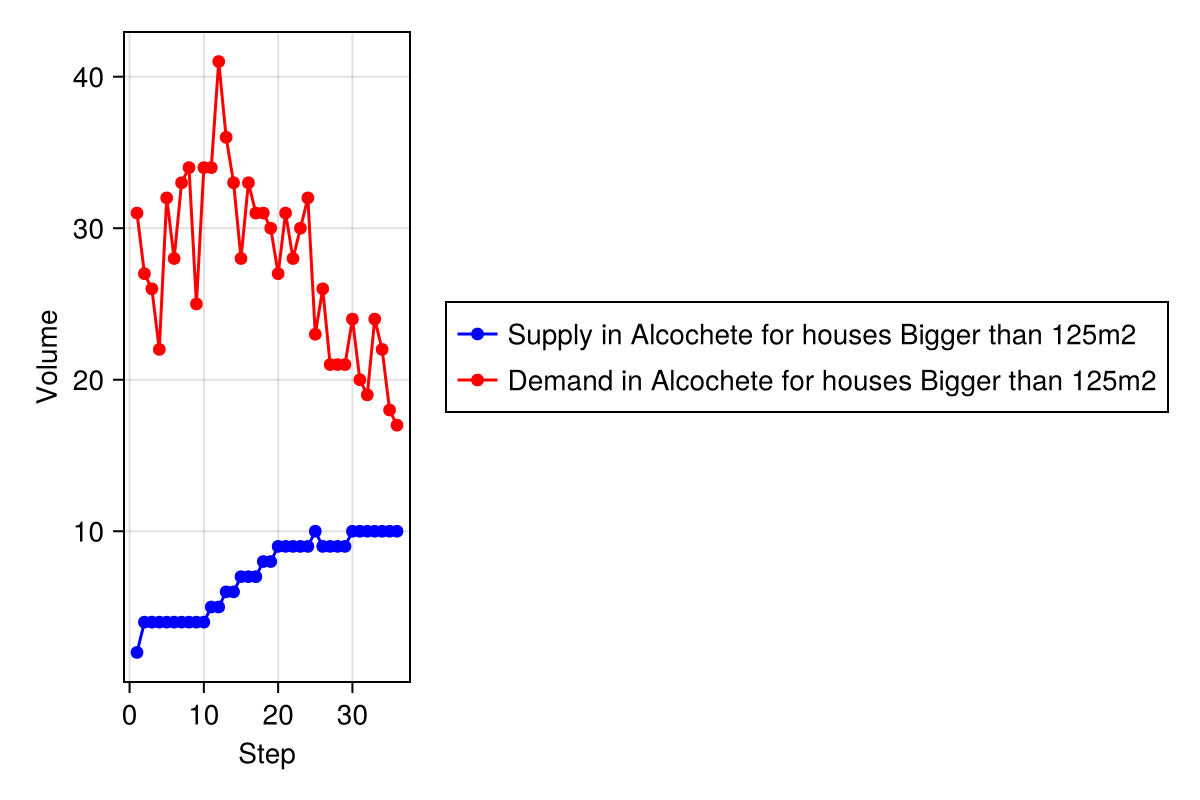 40
30
20
10
Volume
0 10 20 30
Step
Supply in Alcochete for houses Bigger than 125m2
Demand in Alcochete for houses Bigger than 125m2